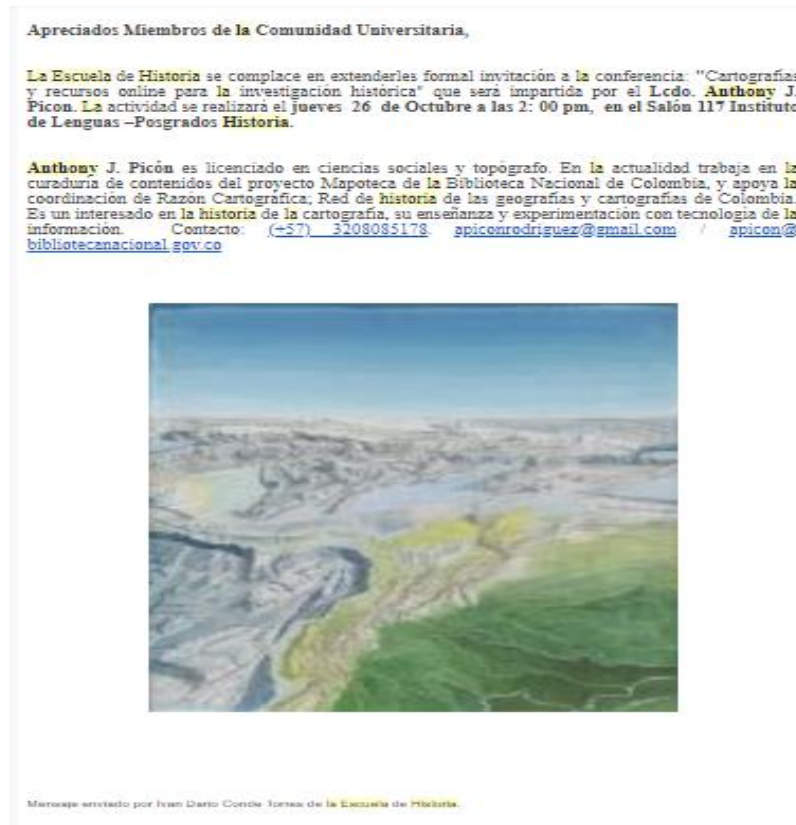 Apreciados Miembros de la Comunidad Universitaria,
La Escuela de Historia se complace en extenderles formal invitación a la conferencia: "Cartografías
y recursos online para la investigación histórica" que será impartida por el Lcdo. Anthony J.
Picon. La actividad se realizará el jueves 26 de Octubre a las 2: 00 pm, en el Salón 117 Instituto
de Lenguas –Posgrados Historia.
Anthony J. Picón es licenciado en ciencias sociales y topógrafo. En la actualidad trabaja en la
curaduría de contenidos del proyecto Mapoteca de la Biblioteca Nacional de Colombia, y apoya la
coordinación de Razón Cartográfica; Red de historia de las geografías y cartografías de Colombia.
Es un interesado en la historia de la cartografía, su enseñanza y experimentación con tecnología de la
información. Contacto: (+57) 3208085178. apiconrodriguez@gmail.com / apicon@
bibliotecanacional.gov.co
Mensaje enviado por Ivan Dario Conde Torres de la Escuela de Historia.